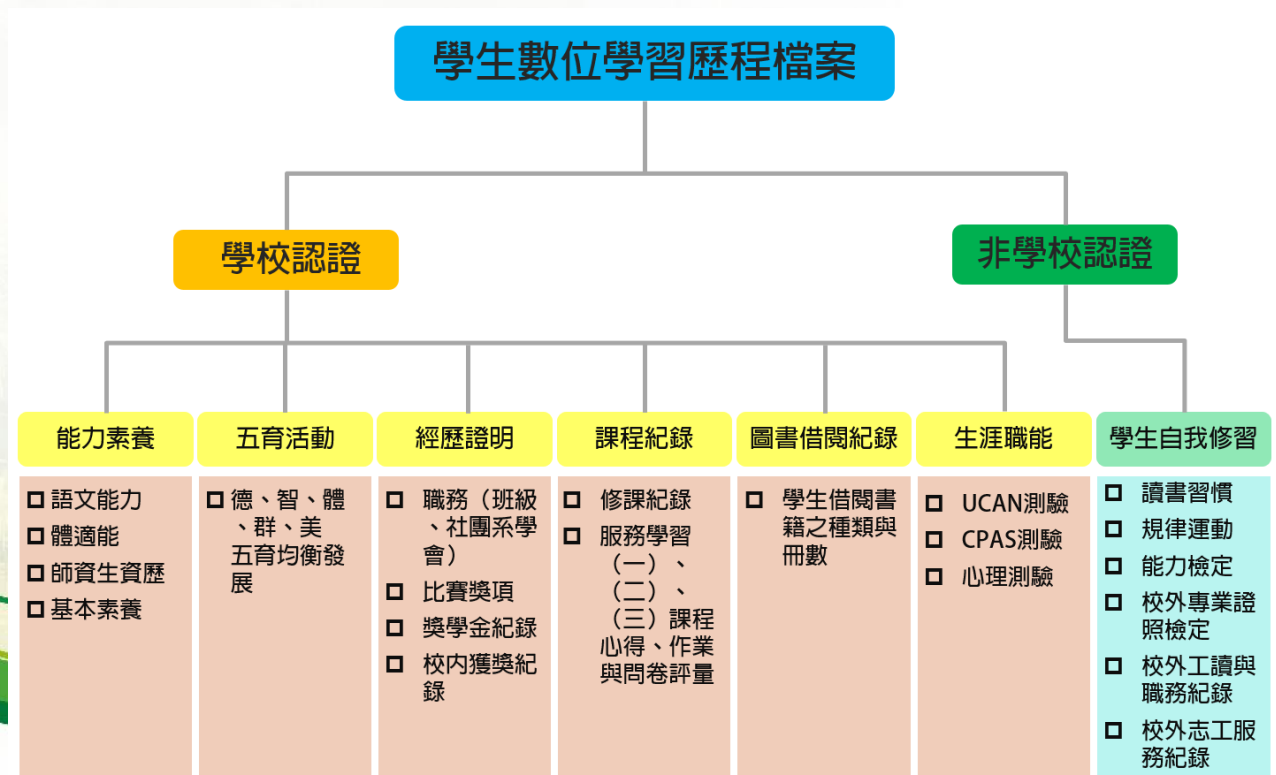 學生數位學習歷程檔案
學校認證
非學校認證
能力素養
語文能力
體適能
師資生資歷
基本素養
五育活動
德、智、體
、群、美
五育均衡發
展
經歷證明
職務（班級
、社團系學
會）
比賽獎項
獎學金紀錄
校內獲獎紀
錄
課程紀錄
修課紀錄
服務學習
（一）、
（二）、
（三）課程
心得、作業
與問卷評量
圖書借閱紀錄
學生借閱書
籍之種類與
冊數
生涯職能
UCAN測驗
CPAS測驗
心理測驗
學生自我修習
讀書習慣
規律運動
能力檢定
校外專業證
照檢定
校外工讀與
職務紀錄
校外志工服
務紀錄